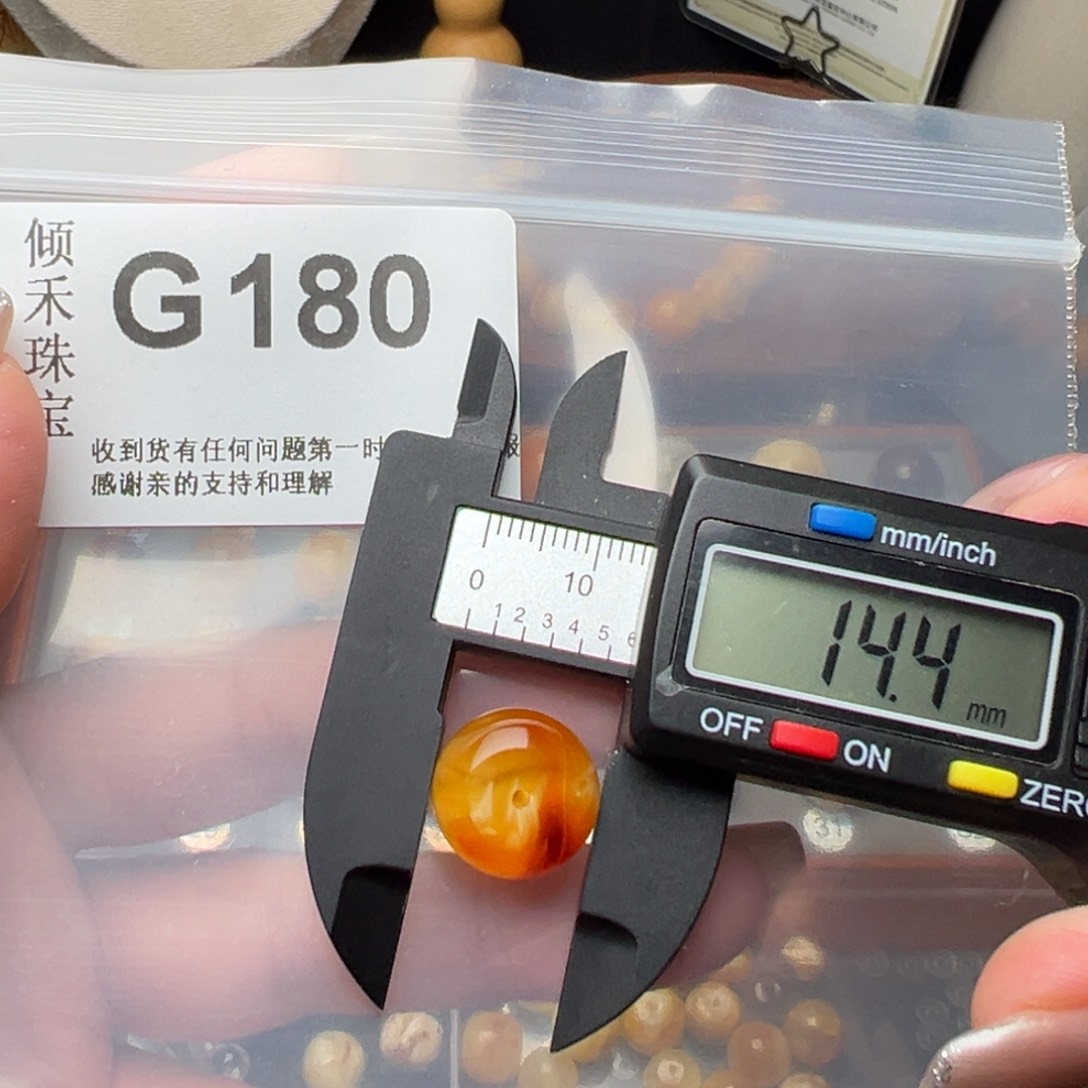 倾禾珠宝
G180
收到货有任何问题第一时
感谢亲的支持和理解
mm/inch
0 10
1 2 3 4 5 6
14.4 mm
OFF ON
ZERO
31